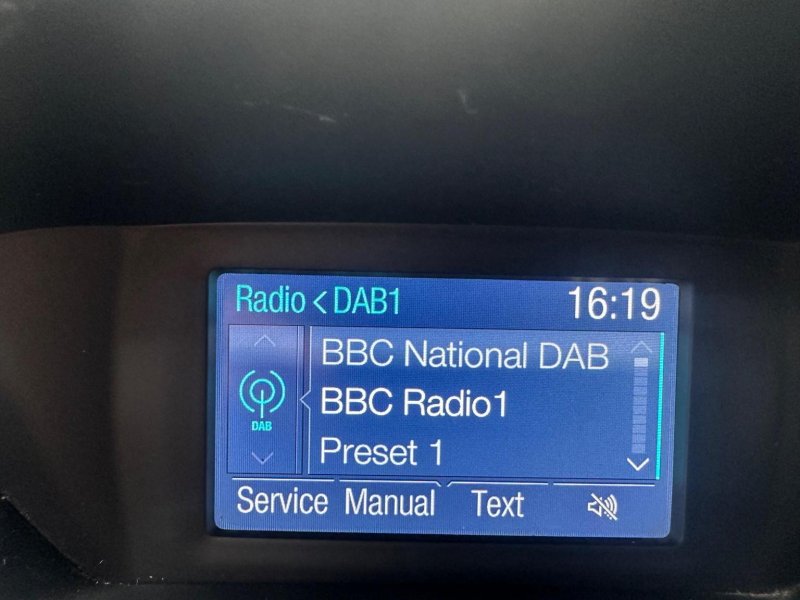 Radio < DAB1 16:19
BBC National DAB
BBC Radio1
DAB
Preset 1
Service Manual Text